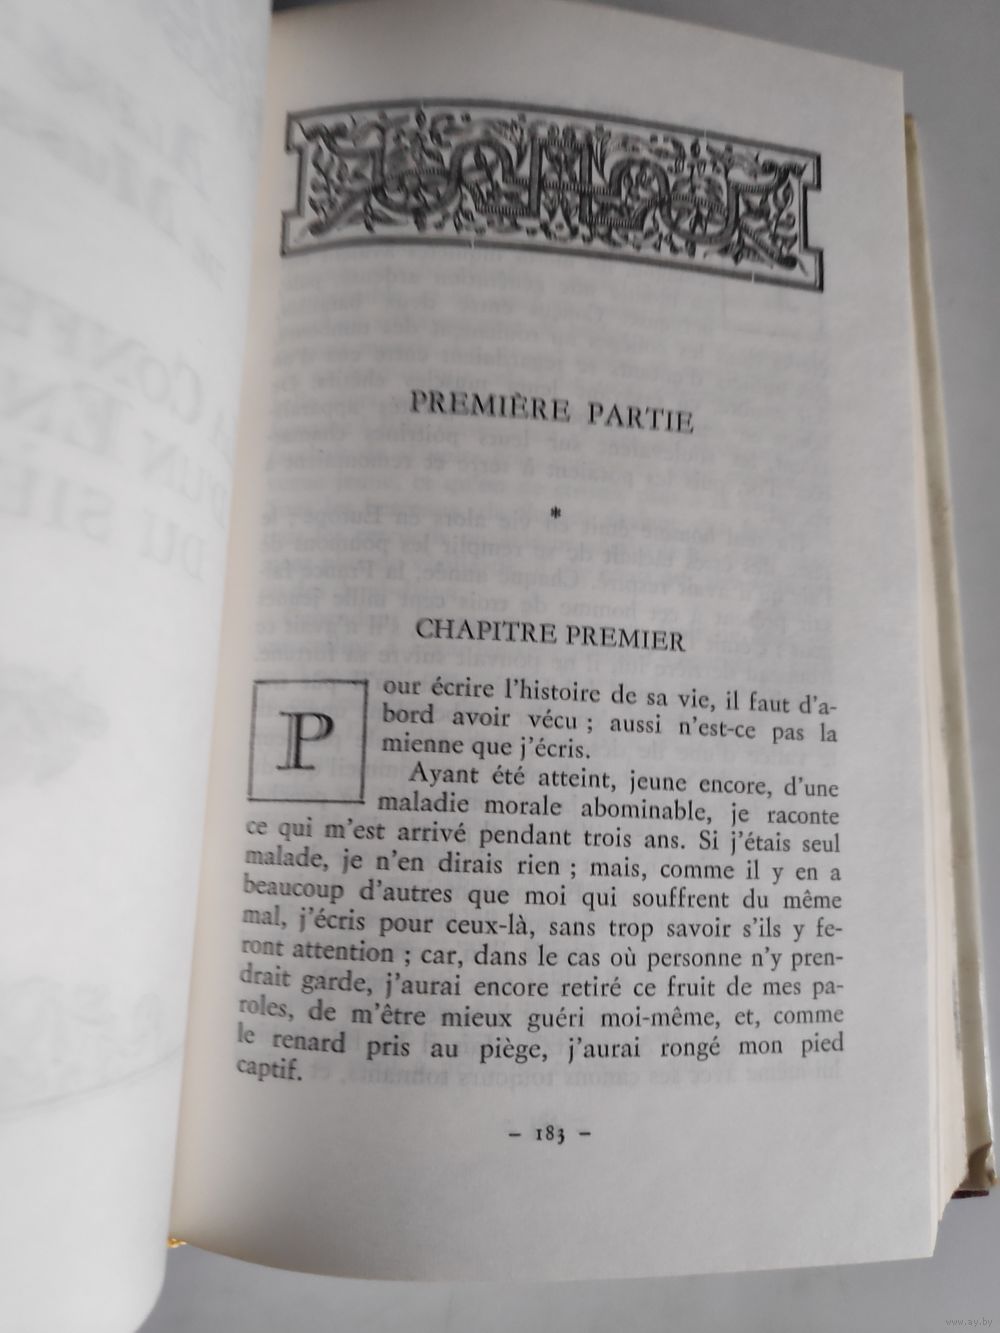 PREMIÈRE PARTIE
*
CHAPITRE PREMIER
Pour écrire l'histoire de sa vie, il faut d'a-
bord avoir vécu ; aussi n'est-ce pas la
mienne que j'écris.
Ayant été atteint, jeune encore, d'une
maladie morale abominable, je raconte
ce qui m'est arrivé pendant trois ans. Si j'étais seul
malade, je n'en dirais rien ; mais, comme il y en a
beaucoup d'autres que moi qui souffrent du même
mal, j'écris pour ceux-là, sans trop savoir s'ils y fe-
ront attention ; car, dans le cas où personne n'y pren-
drait garde, j'aurai encore retiré ce fruit de mes pa-
roles, de m'être mieux guéri moi-même, et, comme
le renard pris au piège, j'aurai rongé mon pied
captif.
– 183 –
www.ay.by